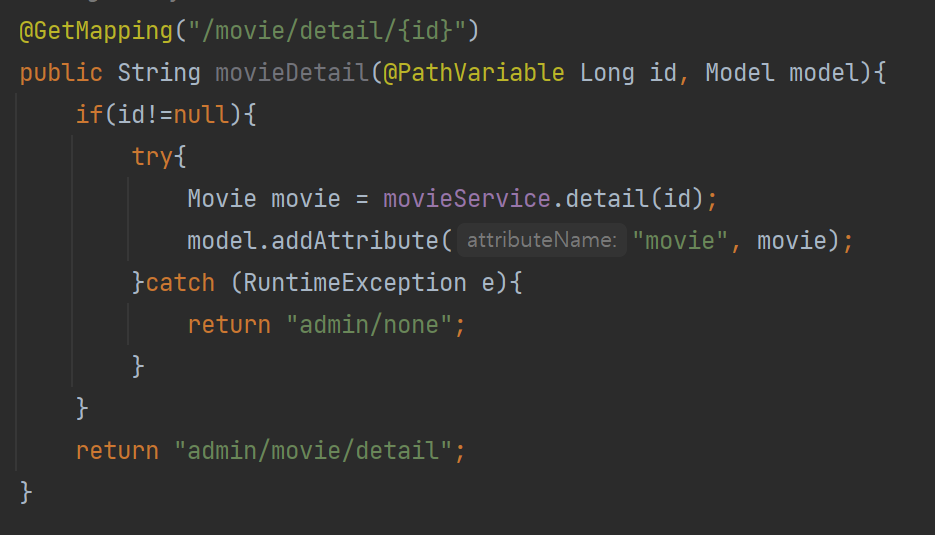 @GetMapping("/movie/detail/{id}")
public String movieDetail(@PathVariable Long id, Model model){
if(id!=null){
try{
Movie movie = movieService.detail(id);
model.addAttribute( attributeName: "movie", movie);
}catch (RuntimeException e){
return "admin/none";
}
}
return "admin/movie/detail";
}